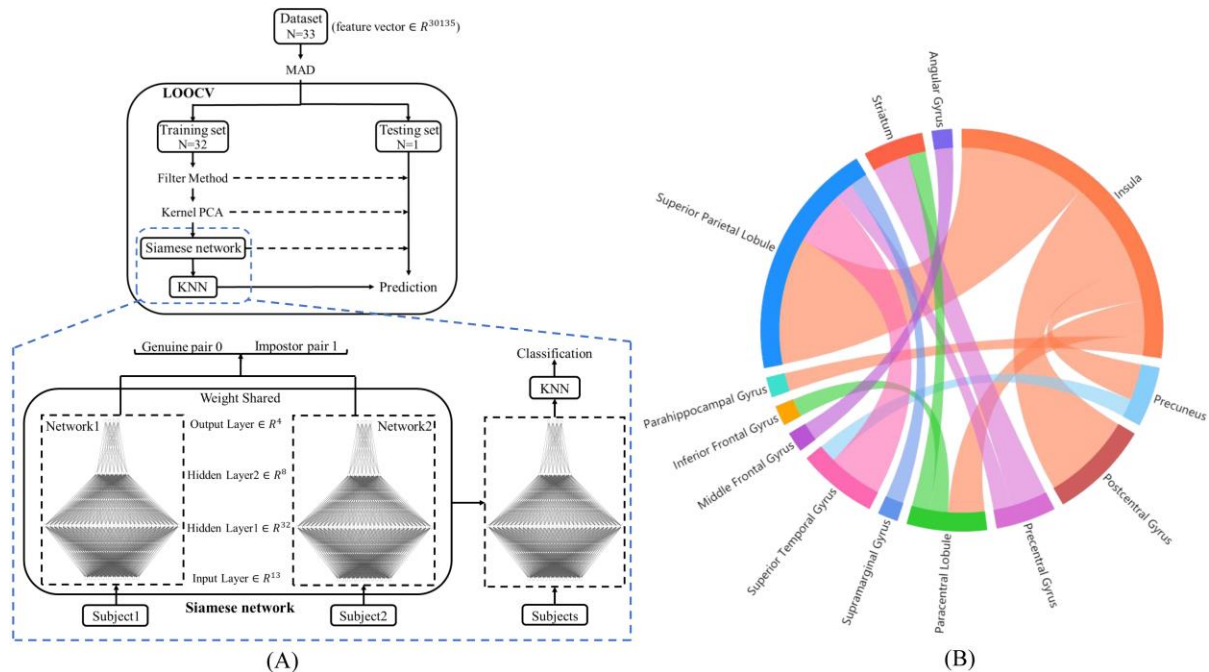 Dataset
N=33
(feature vector ∈ R^30135)
MAD
LOOCV
Training set
N=32
Testing set
N=1
Filter Method
Kernel PCA
Siamese network
KNN
Prediction
Genuine pair 0
Impostor pair 1
Classification
KNN
Weight Shared
Network1
Output Layer ∈ R^4
Network2
Hidden Layer2 ∈ R^8
Hidden Layer1 ∈ R^32
Input Layer ∈ R^13
Siamese network
Subject1
Subject2
Subjects
(A)
Angular Gyrus
Striatum
Insula
Superior Parietal Lobule
Parahippocampal Gyrus
Inferior Frontal Gyrus
Middle Frontal Gyrus
Superior Temporal Gyrus
Supramarginal Gyrus
Paracentral Lobule
Precentral Gyrus
Postcentral Gyrus
Precuneus
(B)